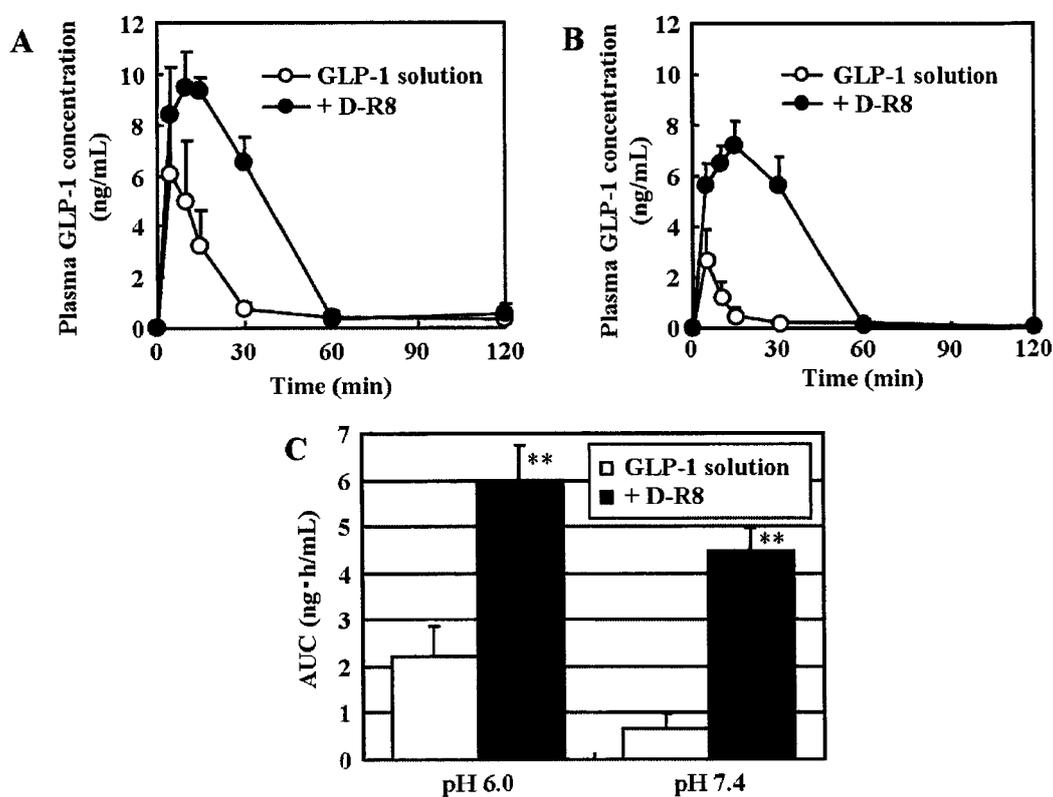 A
Plasma GLP-1 concentration
(ng/mL)
12
10
8
6
4
2
0
GLP-1 solution
+ D-R8
0 30 60 90 120
Time (min)
B
Plasma GLP-1 concentration
(ng/mL)
12
10
8
6
4
2
0
GLP-1 solution
+ D-R8
0 30 60 90 120
Time (min)
C
AUC (ng・h/mL)
7
6
5
4
3
2
1
0
GLP-1 solution
+ D-R8
**
**
pH 6.0 pH 7.4